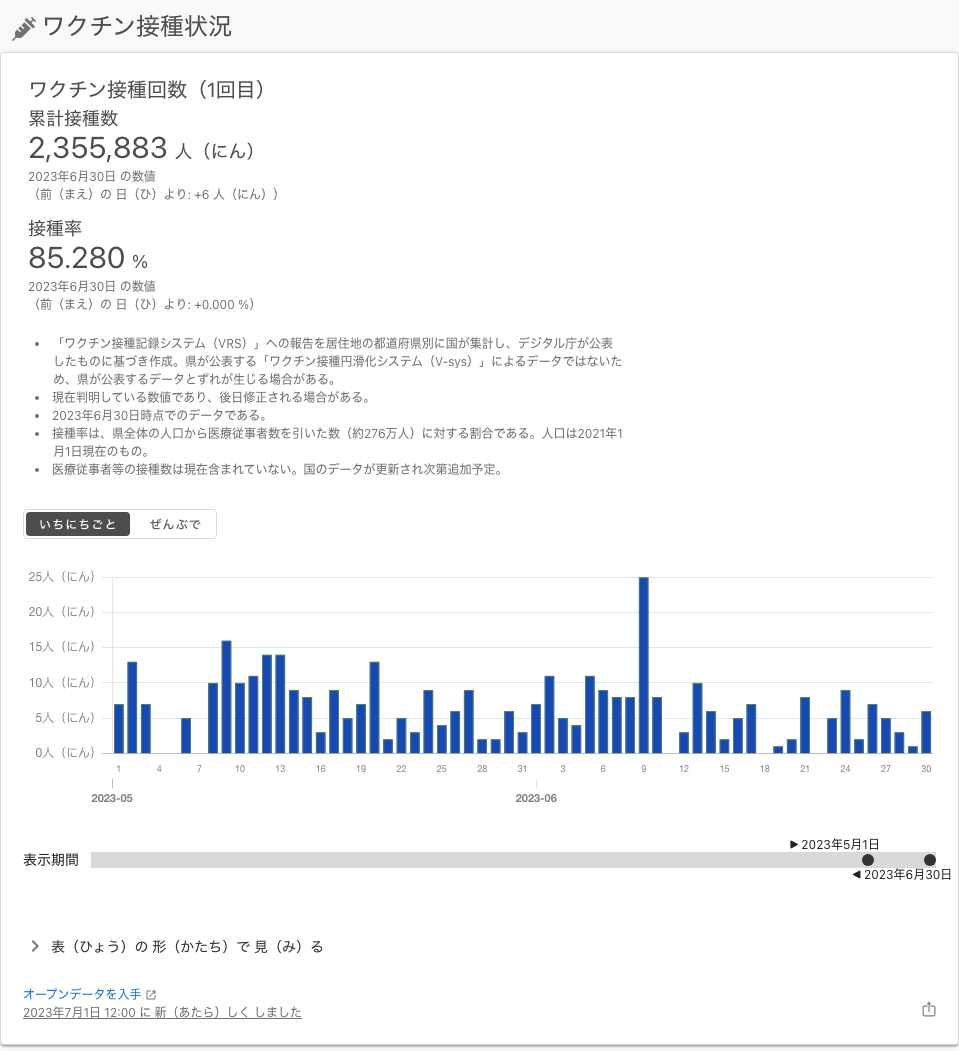 ワクチン接種状況
ワクチン接種回数（1回目）
累計接種数
2,355,883 人（にん）
2023年6月30日 の数値
（前（まえ）の 日（ひ）より: +6 人（にん））
接種率
85.280 %
2023年6月30日 の数値
（前（まえ）の 日（ひ）より: +0.000 %）
• 「ワクチン接種記録システム（VRS）」への報告を居住地の都道府県別に国が集計し、デジタル庁が公表
したものに基づき作成。県が公表する「ワクチン接種円滑化システム（V-sys）」によるデータではないた
め、県が公表するデータとずれが生じる場合がある。
• 現在判明している数値であり、後日修正される場合がある。
• 2023年6月30日時点でのデータである。
• 接種率は、県全体の人口から医療従事者数を引いた数（約276万人）に対する割合である。人口は2021年1
月1日現在のもの。
• 医療従事者等の接種数は現在含まれていない。国のデータが更新され次第追加予定。
いちにちごと ぜんぶで
25人（にん）
20人（にん）
15人（にん）
10人（にん）
5人（にん）
0人（にん）
1 4 7 10 13 16 19 22 25 28 31 3 6 9 12 15 18 21 24 27 30
2023-05 2023-06
2023年5月1日
表示期間
2023年6月30日
表（ひょう）の 形（かたち）で 見（み）る
オープンデータを入手
2023年7月1日 12:00 に 新（あたら）しく しました